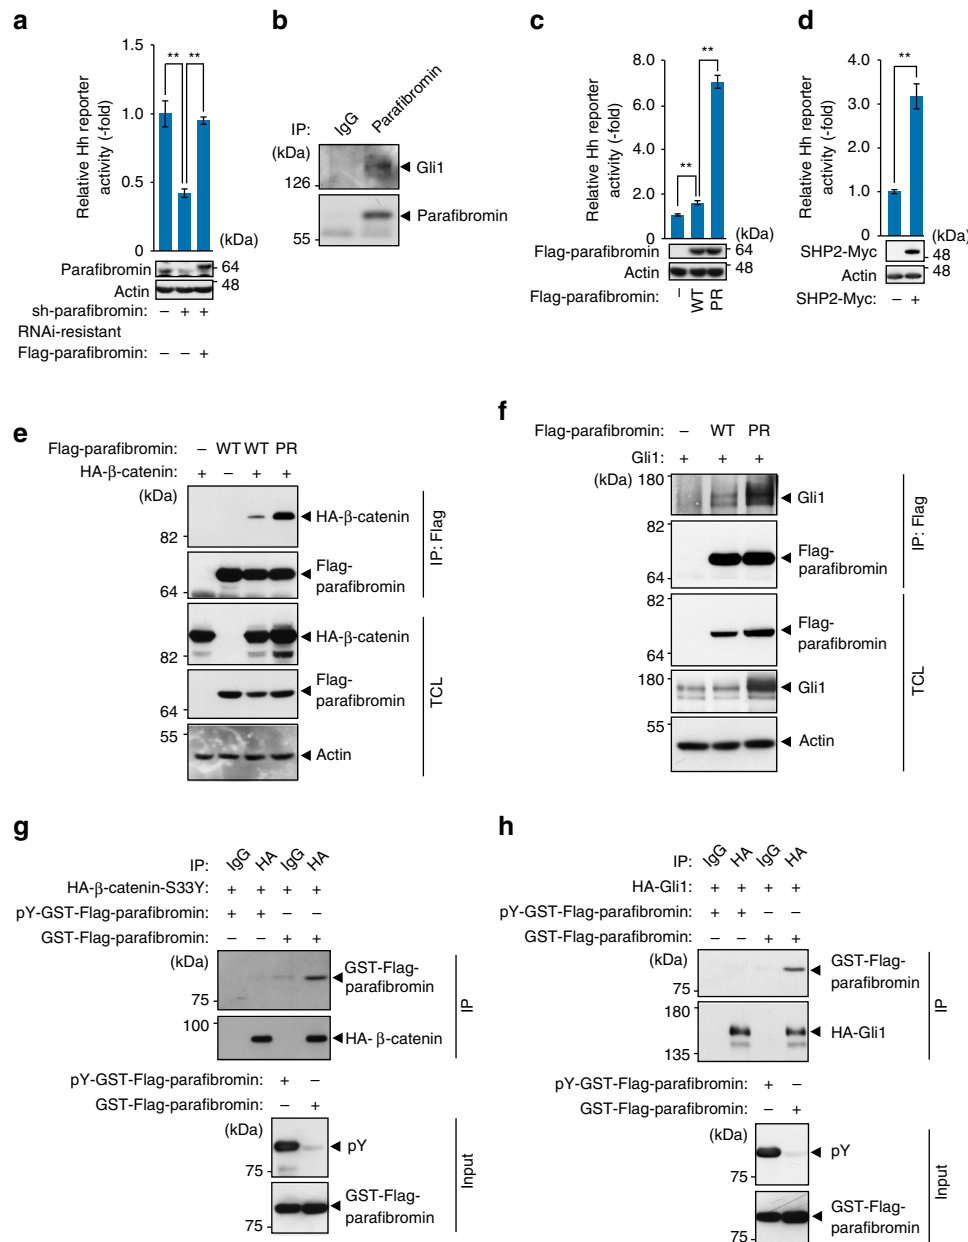 a
Relative Hh reporter
activity (-fold)
1.5
1.0
0.5
0
** **
(kDa)
Parafibromin 64
Actin 48
sh-parafibromin: – + +
RNAi-resistant
Flag-parafibromin: – – +
b
IP: IgG Parafibromin
(kDa)
126
Gli1
55
Parafibromin
c
Relative Hh reporter
activity (-fold)
8.0
6.0
4.0
2.0
0
** **
(kDa)
Flag-parafibromin 64
Actin 48
Flag-parafibromin: – WT PR
d
Relative Hh reporter
activity (-fold)
4.0
3.0
2.0
1.0
0
**
(kDa)
SHP2-Myc 48
Actin 48
SHP2-Myc: – +
e
Flag-parafibromin: – WT WT PR
HA-β-catenin: + – + +
(kDa)
82
HA-β-catenin
64
Flag-
parafibromin
IP: Flag
82
HA-β-catenin
64
Flag-
parafibromin
55
Actin
TCL
f
Flag-parafibromin: – WT PR
Gli1: + + +
(kDa) 180
Gli1
82
64
Flag-
parafibromin
IP: Flag
82
64
Flag-
parafibromin
180
Gli1
55
Actin
TCL
g
IP: IgG HA IgG HA
HA-β-catenin-S33Y: + + + +
pY-GST-Flag-parafibromin: + + – –
GST-Flag-parafibromin: – – + +
(kDa)
75
GST-Flag-
parafibromin
100
HA- β-catenin
IP
pY-GST-Flag-parafibromin: + –
GST-Flag-parafibromin: – +
(kDa)
75
pY
75
GST-Flag-
parafibromin
Input
h
IP: IgG HA IgG HA
HA-Gli1: + + + +
pY-GST-Flag-parafibromin: + + – –
GST-Flag-parafibromin: – – + +
(kDa)
75
GST-Flag-
parafibromin
180
135
HA-Gli1
IP
pY-GST-Flag-parafibromin: + –
GST-Flag-parafibromin: – +
(kDa)
75
pY
75
GST-Flag-
parafibromin
Input